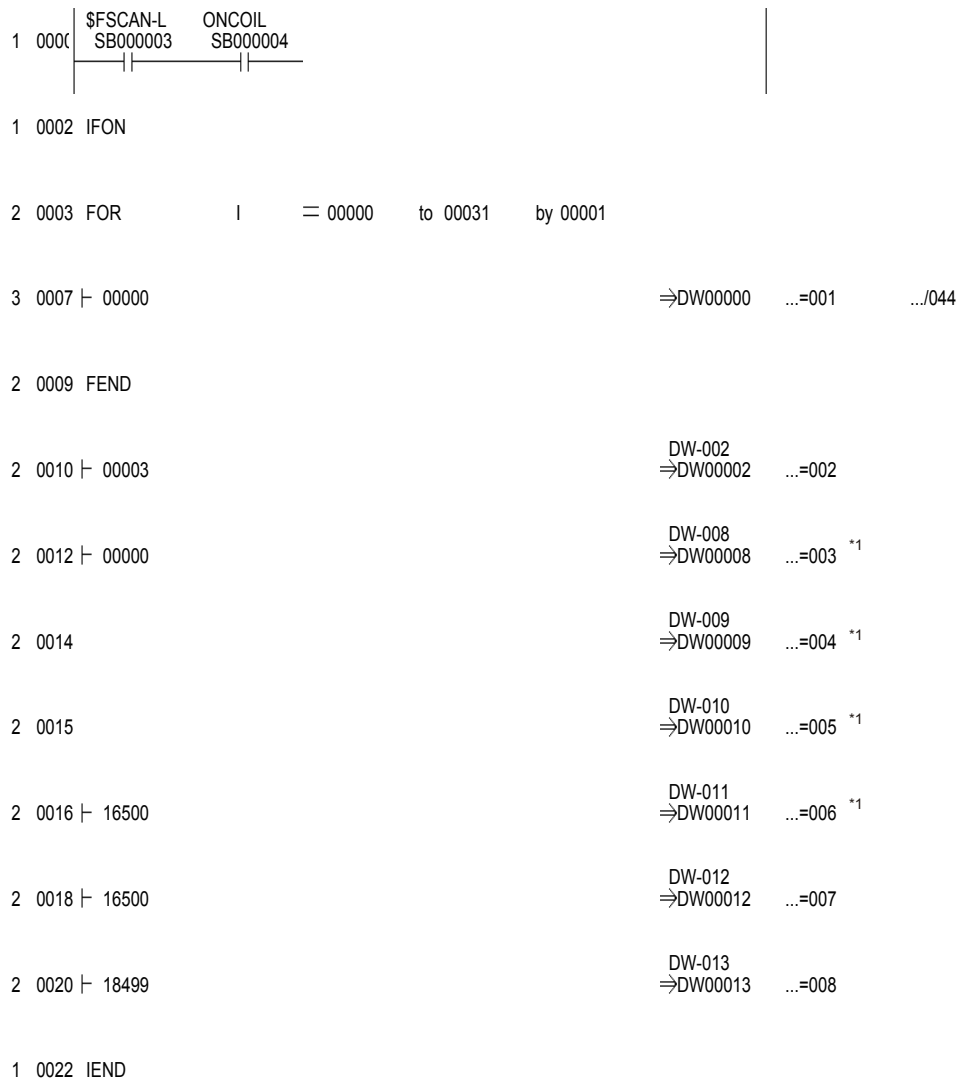 $FSCAN-L ONCOIL
1 0000 SB000003 SB000004
1 0002 IFON
2 0003 FOR I = 00000 to 00031 by 00001
3 0007 ├ 00000 ⇒DW00000 ...=001 .../044
2 0009 FEND
DW-002
2 0010 ├ 00003 ⇒DW00002 ...=002
DW-008
2 0012 ├ 00000 ⇒DW00008 ...=003 *1
DW-009
2 0014 ⇒DW00009 ...=004 *1
DW-010
2 0015 ⇒DW00010 ...=005 *1
DW-011
2 0016 ├ 16500 ⇒DW00011 ...=006 *1
DW-012
2 0018 ├ 16500 ⇒DW00012 ...=007
DW-013
2 0020 ├ 18499 ⇒DW00013 ...=008
1 0022 IEND